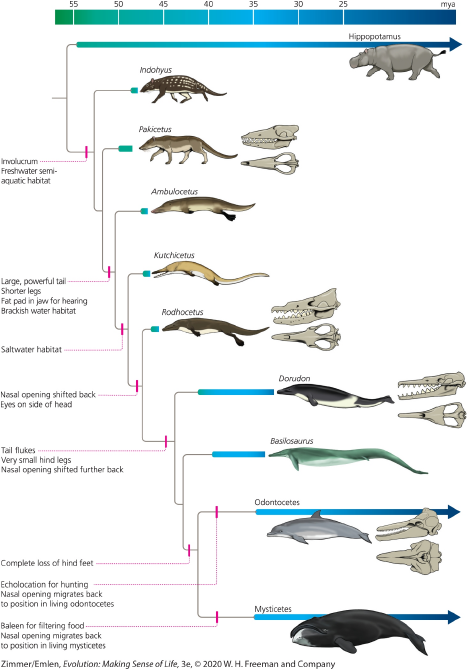 55 50 45 40 35 30 25 mya
Hippopotamus
Indohyus
Pakicetus
Involucrum
Freshwater semi-
aquatic habitat
Ambulocetus
Kutchicetus
Large, powerful tail
Shorter legs
Fat pad in jaw for hearing
Brackish water habitat
Rodhocetus
Saltwater habitat
Dorudon
Nasal opening shifted back
Eyes on side of head
Basilosaurus
Tail flukes
Very small hind legs
Nasal opening shifted further back
Odontocetes
Complete loss of hind feet
Echolocation for hunting
Nasal opening migrates back
to position in living odontocetes
Mysticetes
Baleen for filtering food
Nasal opening migrates back
to position in living mysticetes
Zimmer/Emlen, Evolution: Making Sense of Life, 3e, © 2020 W. H. Freeman and Company